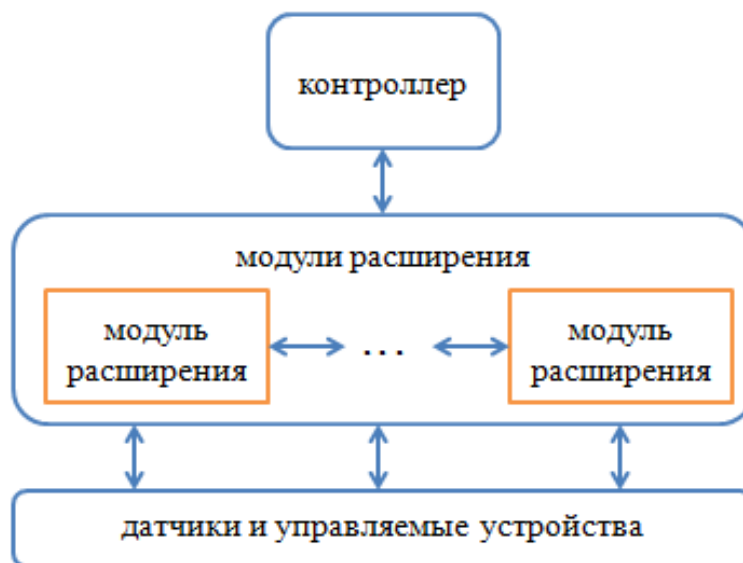 контроллер
модули расширения
модуль
расширения
...
модуль
расширения
датчики и управляемые устройства